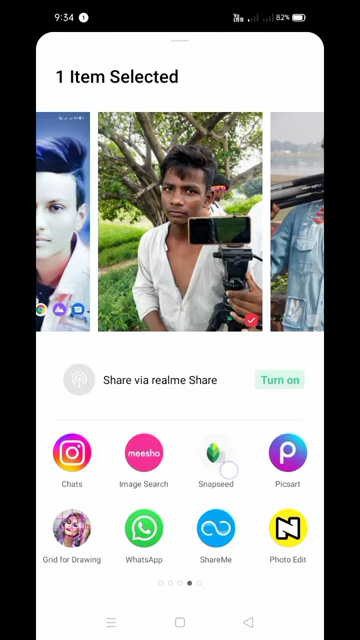 9:34
82%
1 Item Selected
Share via realme Share
Turn on
meesho
Chats
Image Search
Snapseed
Picsart
Grid for Drawing
WhatsApp
ShareMe
Photo Edit